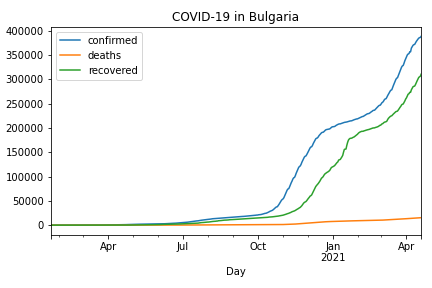 COVID-19 in Bulgaria
400000
350000
300000
250000
200000
150000
100000
50000
0
confirmed
deaths
recovered
Apr Jul Oct Jan Apr
2021
Day